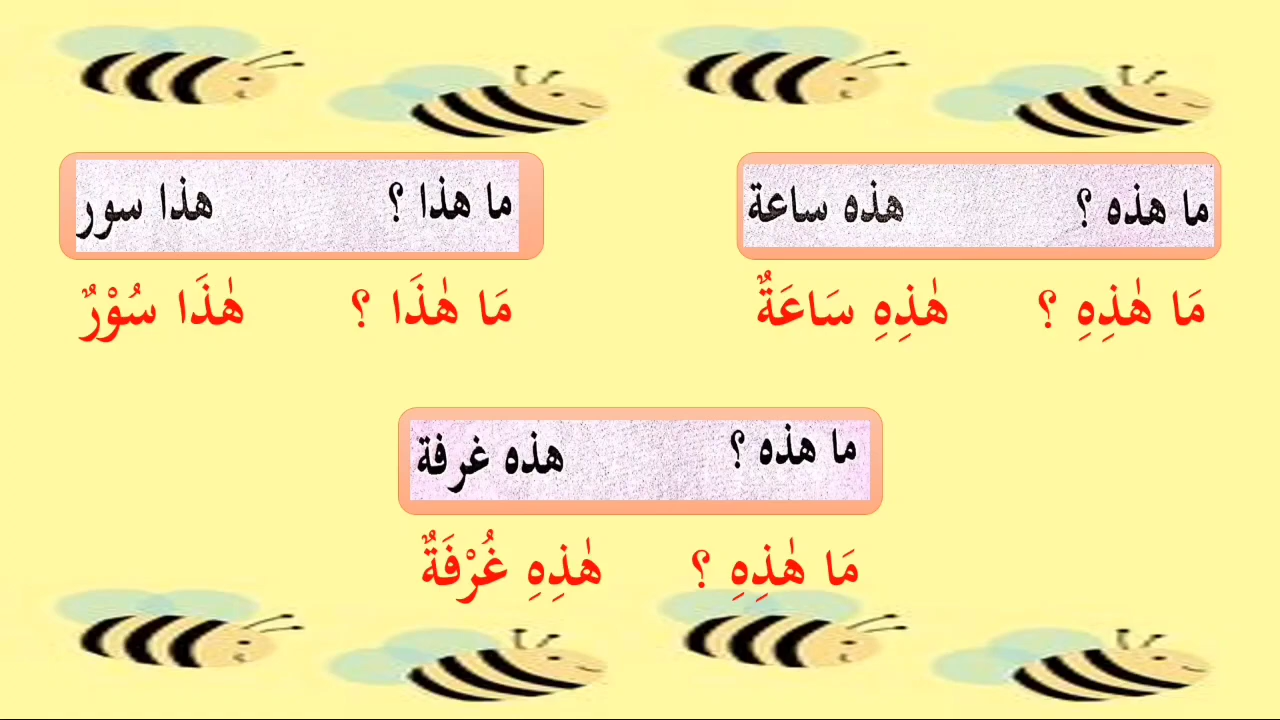 ما هذه ؟ هذه ساعة
مَا هٰذِهِ ؟ هٰذِهِ سَاعَةٌ
ما هذا ؟ هذا سور
مَا هٰذَا ؟ هٰذَا سُوْرٌ
ما هذه ؟ هذه غرفة
مَا هٰذِهِ ؟ هٰذِهِ غُرْفَةٌ